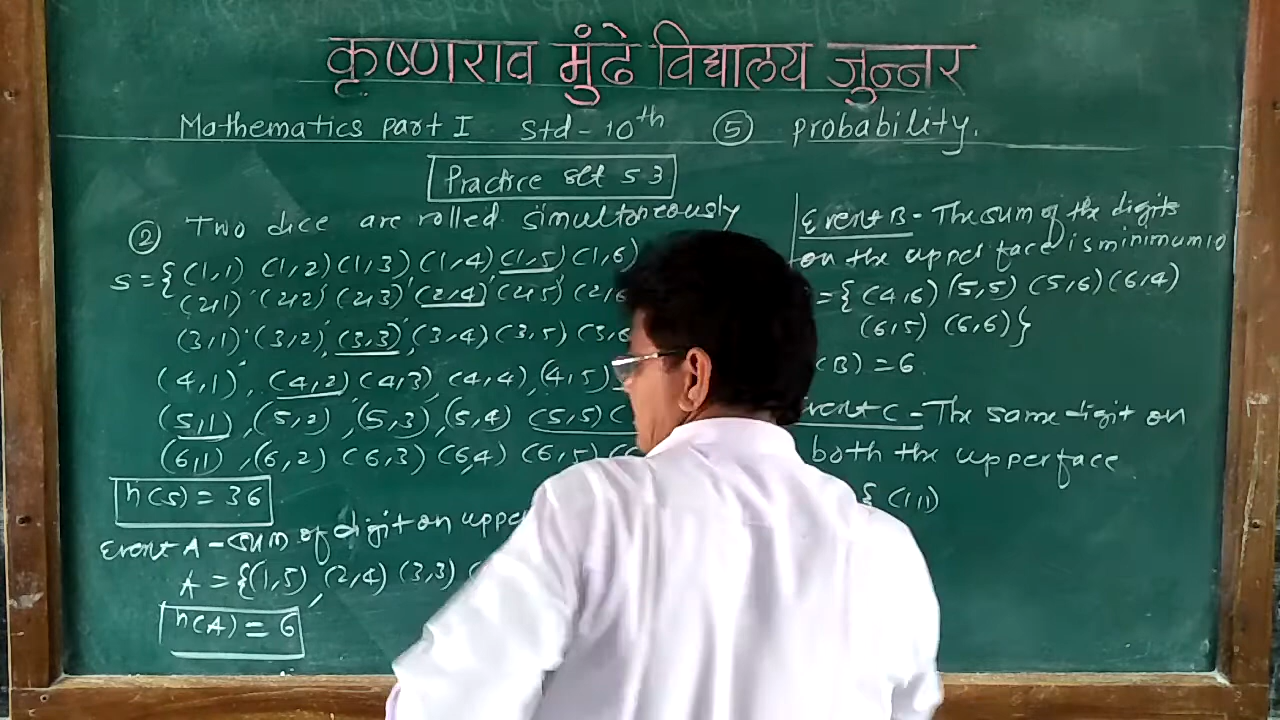 कृष्णराव मुंढे विद्यालय जुन्नर
Mathematics part I Std - 10th ⑤ probability.
Practice set 5 3
② Two dice are rolled simultaneously
S = { (1,1) (1,2) (1,3) (1,4) (1,5) (1,6)
(2,1) (2,2) (2,3) (2,4) (2,5) (2,6
(3,1) (3,2), (3,3), (3,4) (3,5) (3,6
(4,1), (4,2) (4,3), (4,4), (4,5)
(5,1), (5,2), (5,3), (5,4) (5,5) (
(6,1), (6,2) (6,3) (6,4) (6,5)
n(S) = 36
Event A - sum of digit on upper
A = {(1,5), (2,4) (3,3) (
n(A) = 6
Event B - The sum of the digits
on the upper face is minimum 10
= { (4,6) (5,5) (5,6) (6,4)
(6,5) (6,6) }
(B) = 6.
vent C - The same digit on
both the upperface
{ (1,1)